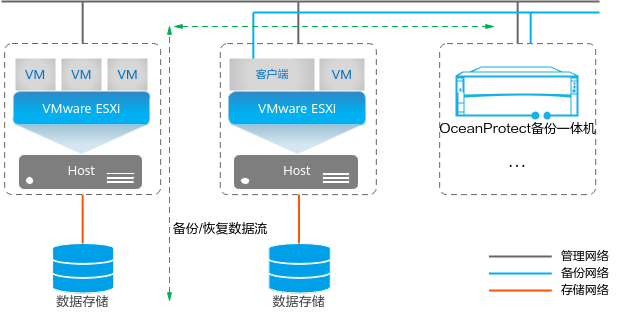 VM VM VM
客户端 VM
VMware ESXi
VMware ESXi
OceanProtect备份一体机
Host
Host
...
备份/恢复数据流
管理网络
备份网络
存储网络
数据存储
数据存储